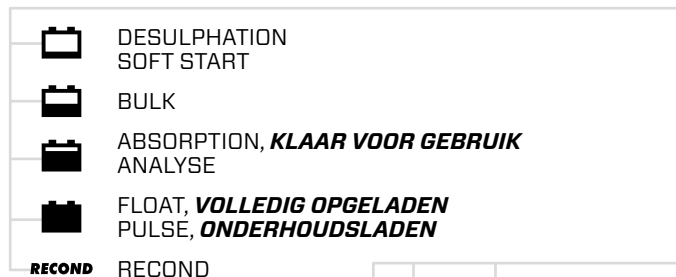 DESULPHATION
SOFT START
BULK
ABSORPTION, KLAAR VOOR GEBRUIK
ANALYSE
FLOAT, VOLLEDIG OPGELADEN
PULSE, ONDERHOUDSLADEN
RECOND RECOND